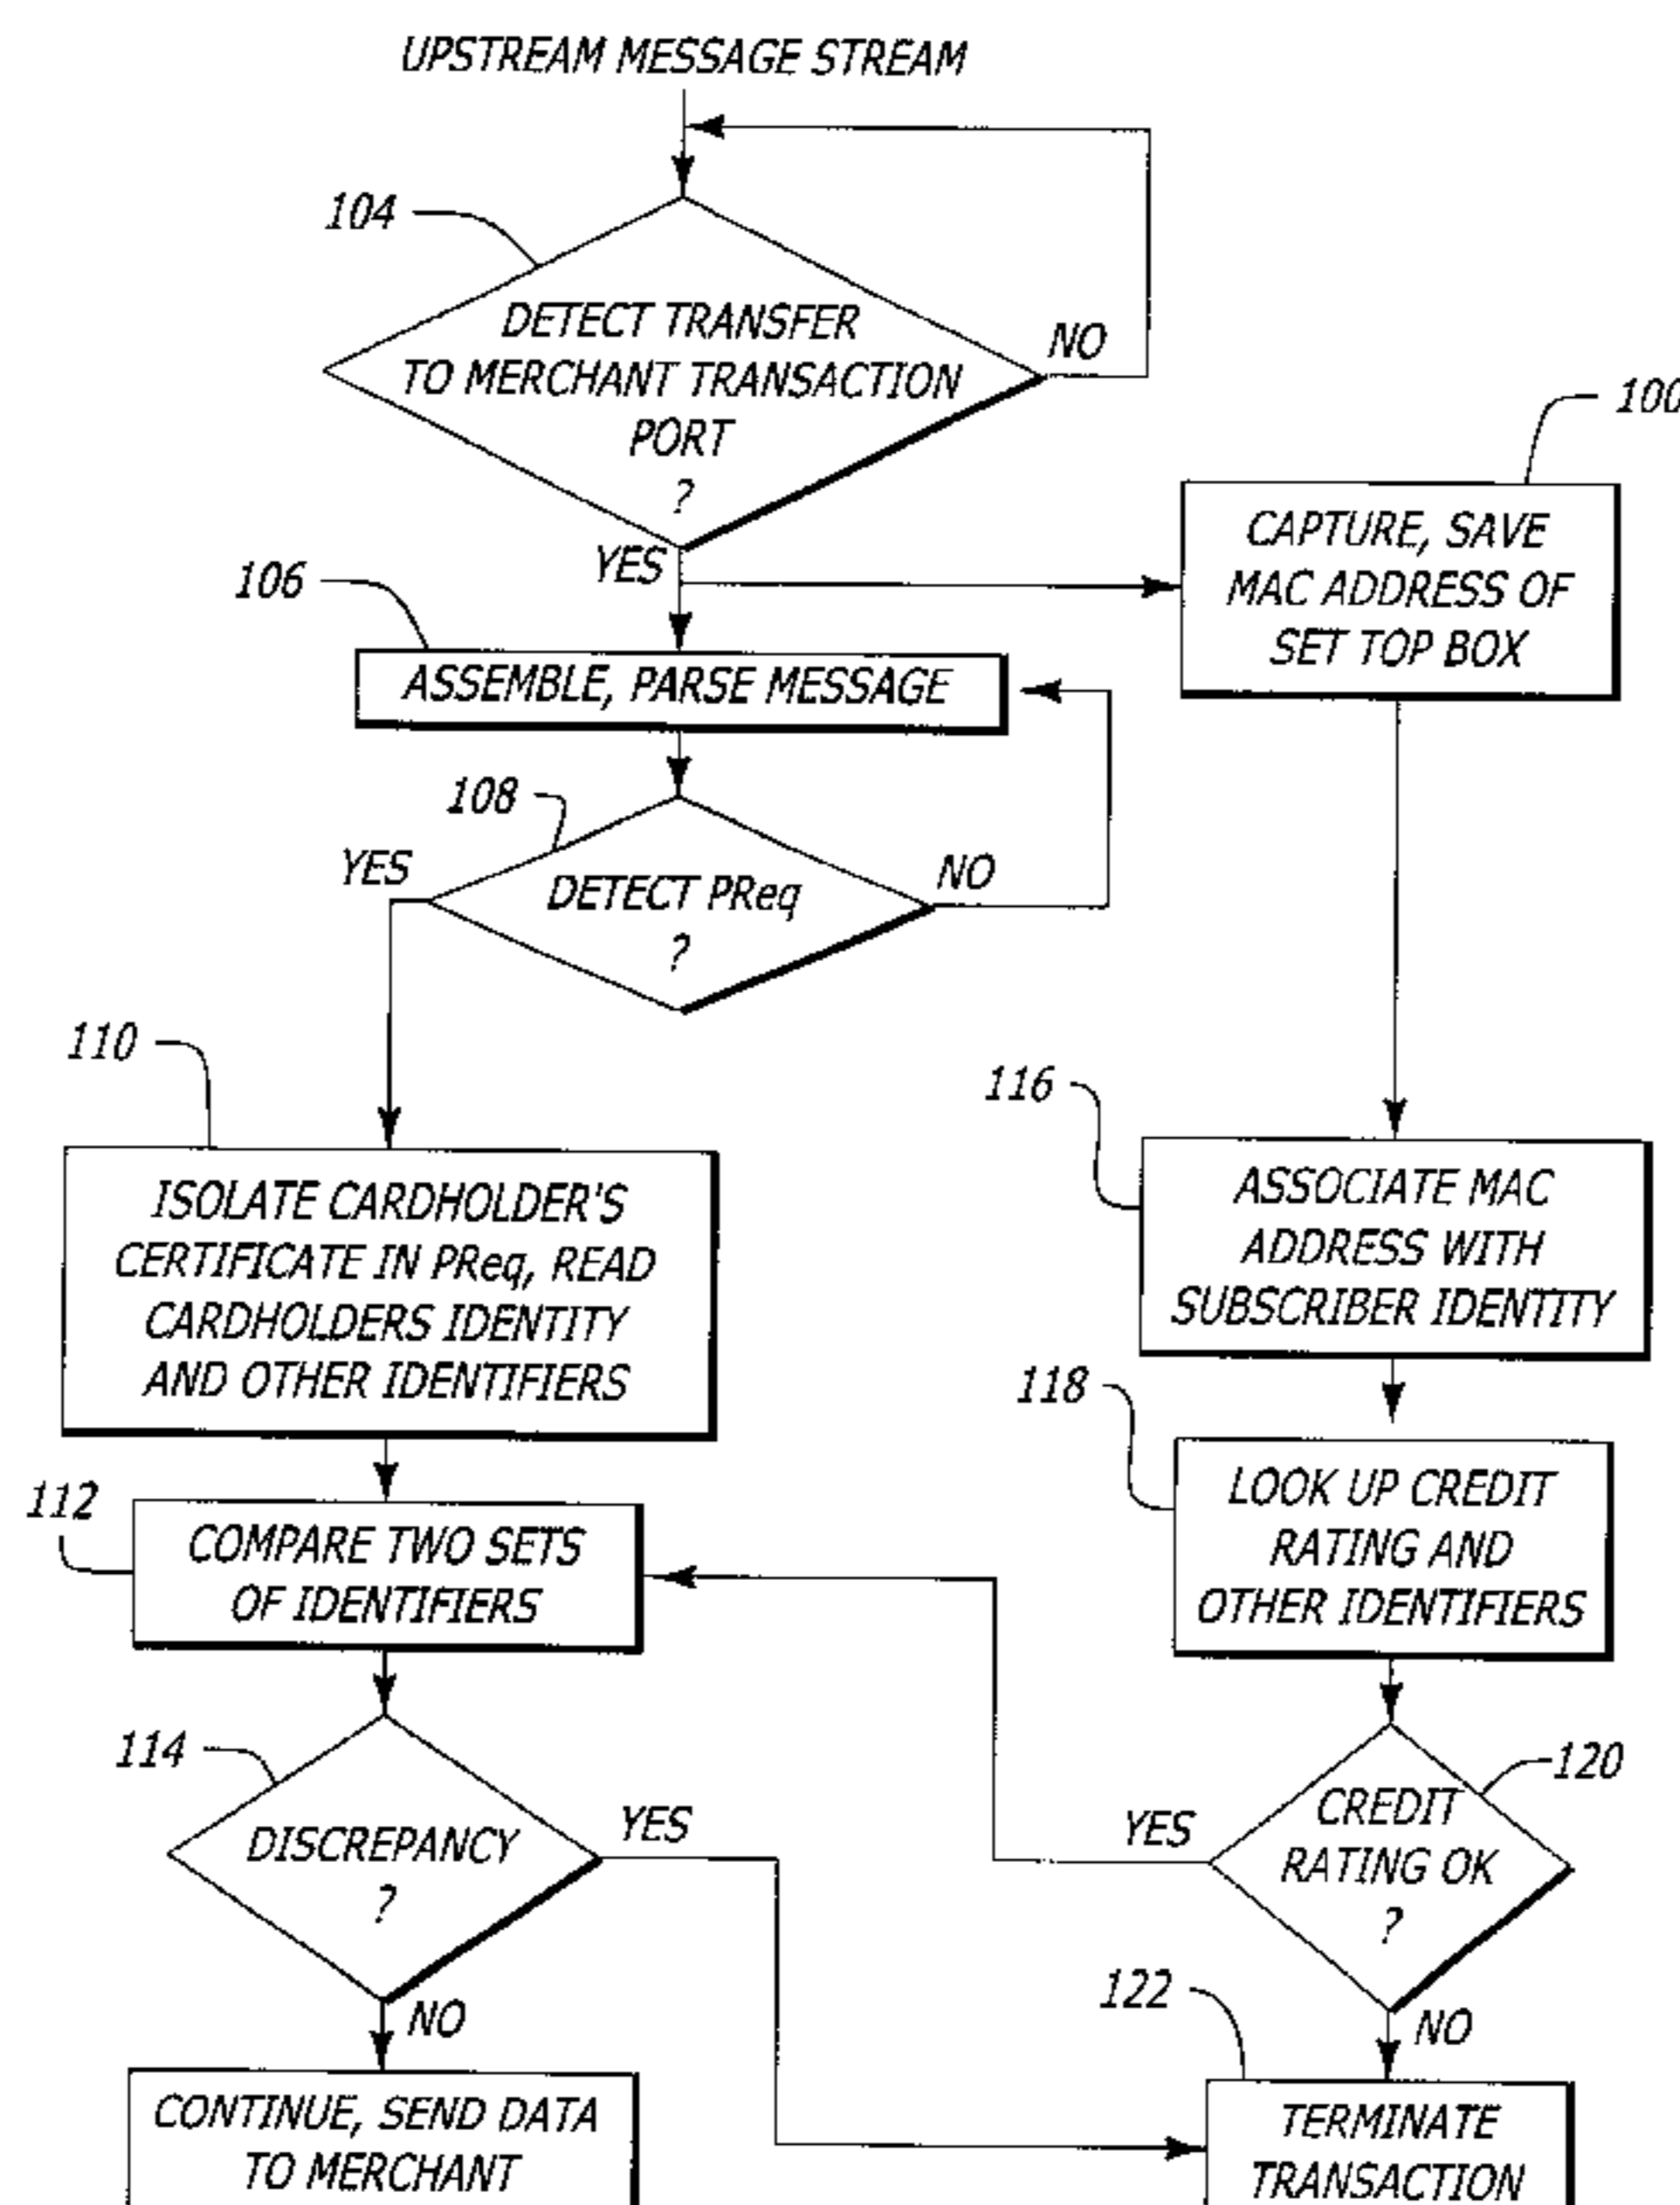 UPSTREAM MESSAGE STREAM
104
DETECT TRANSFER
TO MERCHANT TRANSACTION
PORT
?
NO
YES
100
CAPTURE, SAVE
MAC ADDRESS OF
SET TOP BOX
106
ASSEMBLE, PARSE MESSAGE
108
DETECT PReq
?
YES
NO
110
ISOLATE CARDHOLDER'S
CERTIFICATE IN PReq, READ
CARDHOLDERS IDENTITY
AND OTHER IDENTIFIERS
116
ASSOCIATE MAC
ADDRESS WITH
SUBSCRIBER IDENTITY
118
LOOK UP CREDIT
RATING AND
OTHER IDENTIFIERS
112
COMPARE TWO SETS
OF IDENTIFIERS
114
DISCREPANCY
?
YES
NO
120
CREDIT
RATING OK
?
YES
NO
CONTINUE, SEND DATA
TO MERCHANT
122
TERMINATE
TRANSACTION